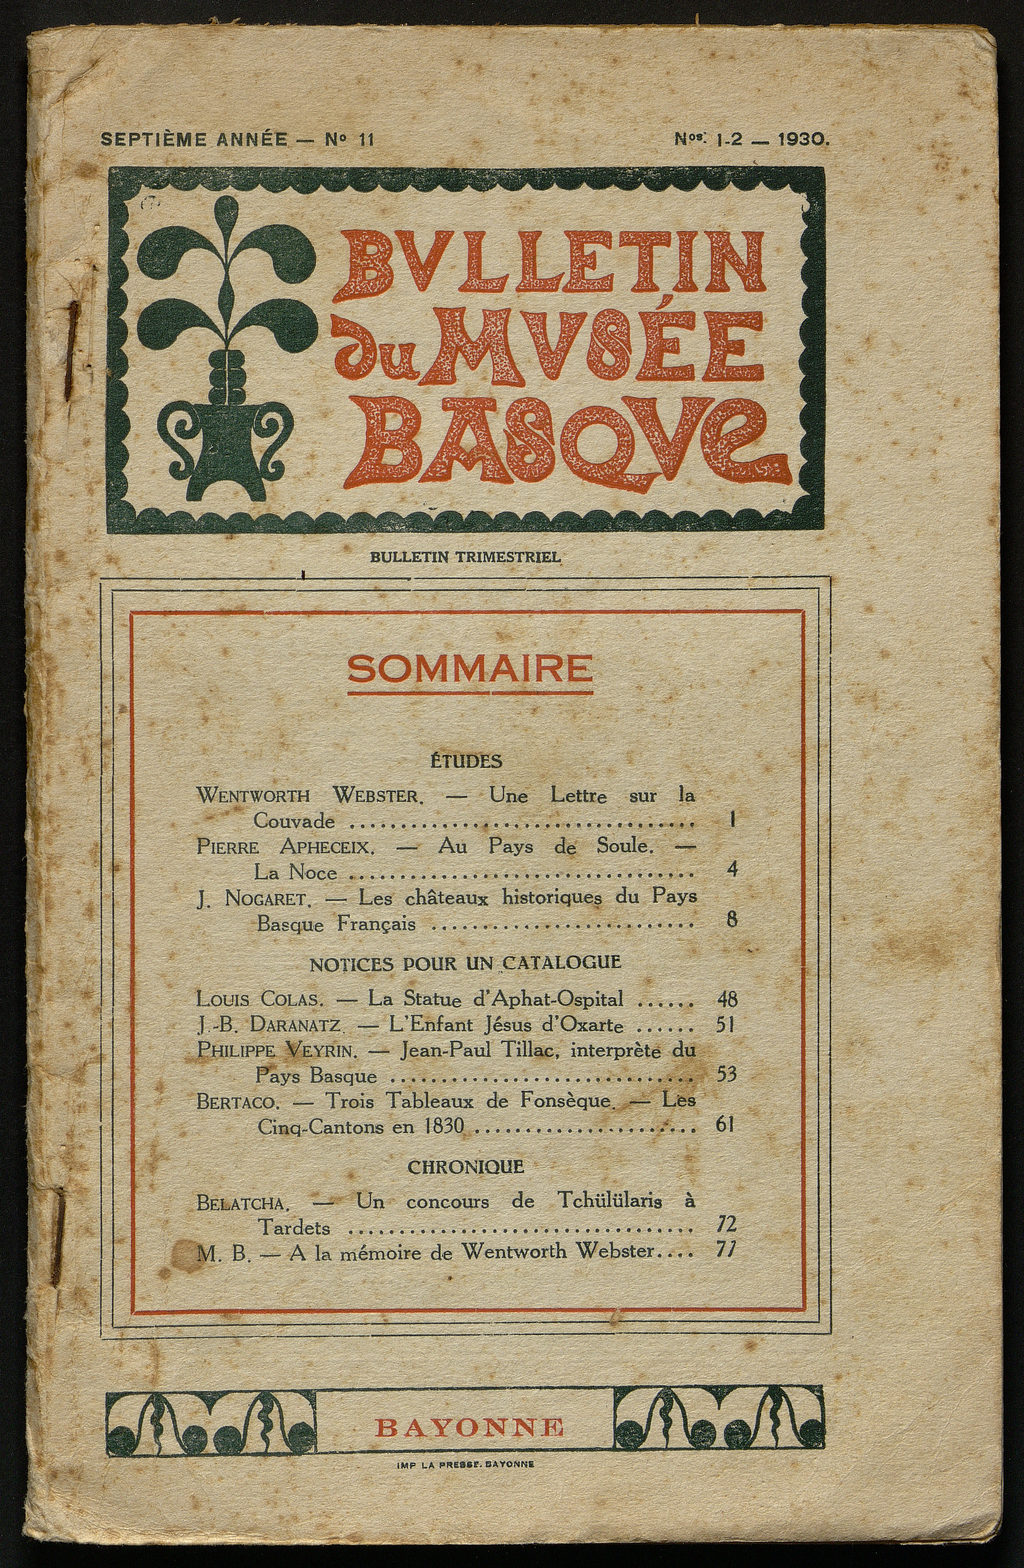 SEPTIÈME ANNÉE — Nº 11
Nos. 1-2 — 1930.
BVLLETIN
du MVSÉE
BASQVe
BULLETIN TRIMESTRIEL
SOMMAIRE
ÉTUDES
WENTWORTH WEBSTER. — Une Lettre sur la
Couvade ........................................ 1
PIERRE APHECEIX. — Au Pays de Soule. —
La Noce ........................................ 4
J. NOGARET. — Les châteaux historiques du Pays
Basque Français .............................. 8
NOTICES POUR UN CATALOGUE
LOUIS COLAS. — La Statue d'Aphat-Ospital ...... 48
J.-B. DARANATZ. — L'Enfant Jésus d'Oxarte ...... 51
PHILIPPE VEYRIN. — Jean-Paul Tillac, interprète du
Pays Basque .................................... 53
BERTACO. — Trois Tableaux de Fonsèque. — Les
Cinq-Cantons en 1830 .......................... 61
CHRONIQUE
BELATCHA. — Un concours de Tchülülaris à
Tardets ........................................ 72
M. B. — A la mémoire de Wentworth Webster.... 77
BAYONNE
IMP LA PRESSE. BAYONNE